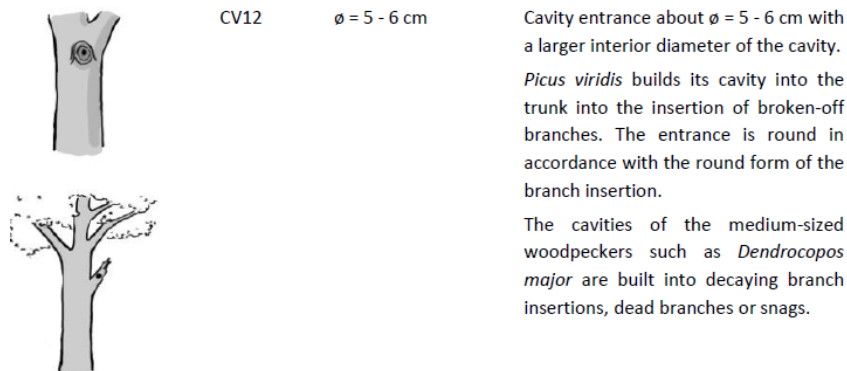 CV12
ø = 5 - 6 cm
Cavity entrance about ø = 5 - 6 cm with
a larger interior diameter of the cavity.
Picus viridis builds its cavity into the
trunk into the insertion of broken-off
branches. The entrance is round in
accordance with the round form of the
branch insertion.
The cavities of the medium-sized
woodpeckers such as Dendrocopos
major are built into decaying branch
insertions, dead branches or snags.